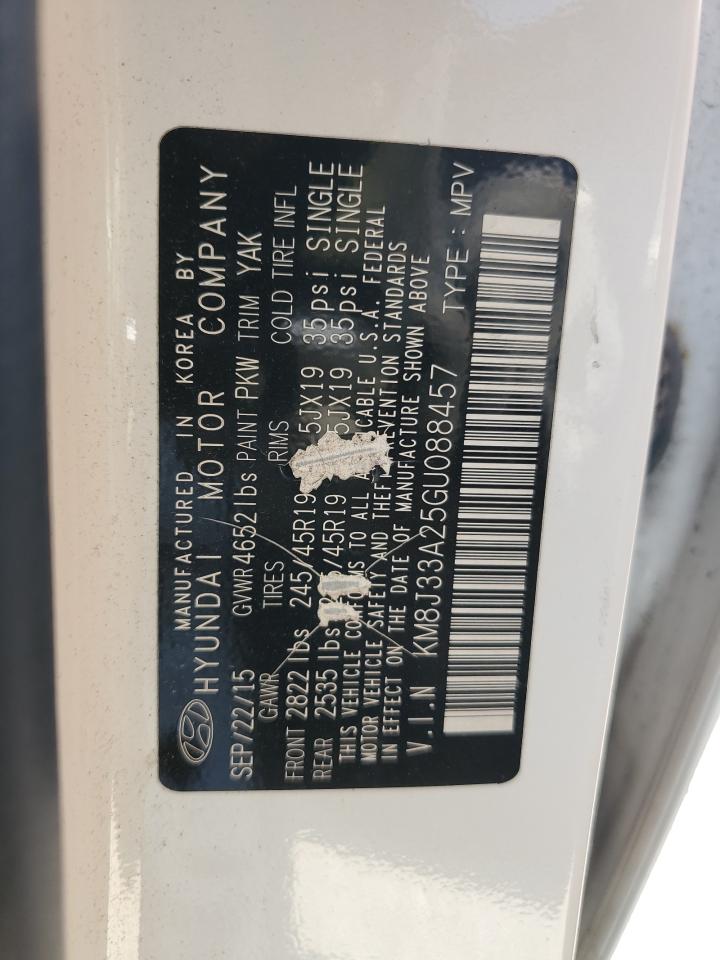 MANUFACTURED IN KOREA BY
HYUNDAI MOTOR COMPANY
SEP/22/15 GVWR 4652 lbs PAINT PKW TRIM YAK
GAWR TIRES RIMS COLD TIRE INFL
FRONT 2822 lbs 245/45R19 5JX19 35psi SINGLE
REAR 2535 lbs /45R19 5JX19 35psi SINGLE
THIS VEHICLE TO ALL U.S.A. FEDERAL
MOTOR VEHICLE SAFETY AND THEFT STANDARDS
IN EFFECT ON THE DATE OF MANUFACTURE SHOWN ABOVE
V.I.N KM8J33A25GU088457 TYPE : MPV